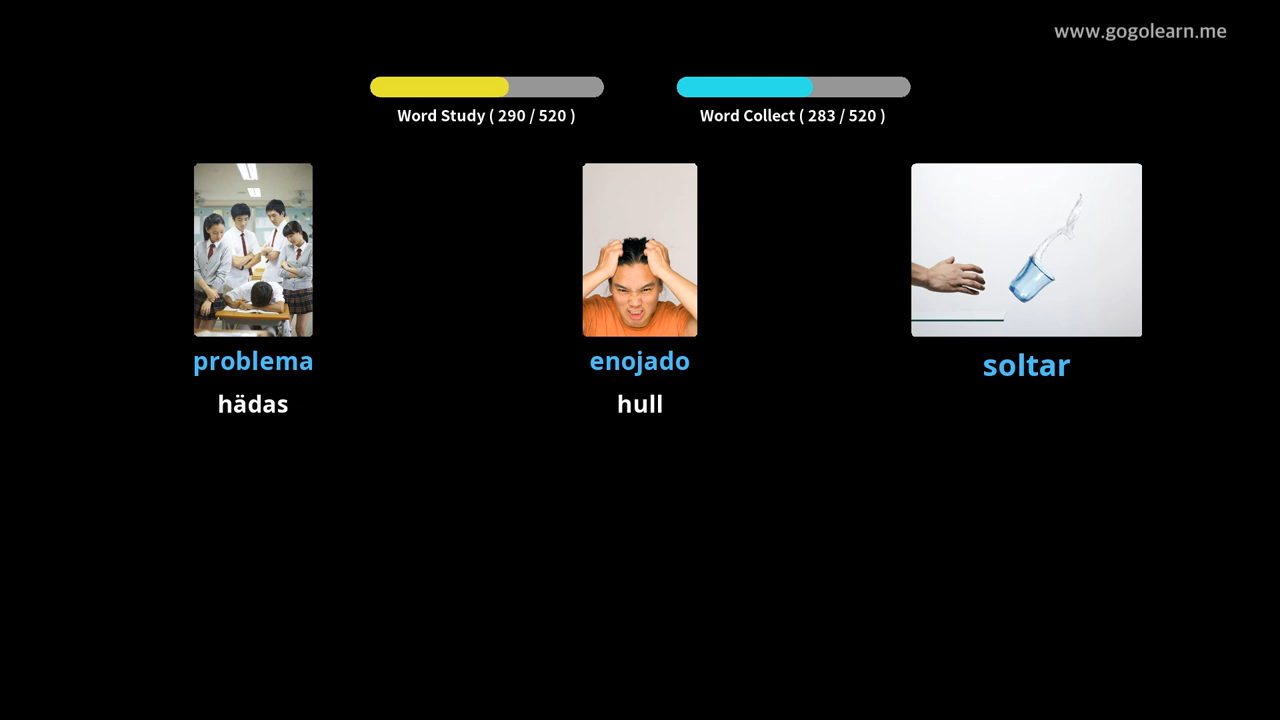 www.gogolearn.me
Word Study ( 290 / 520 )
Word Collect ( 283 / 520 )
problema
enojado
soltar
hädas
hull